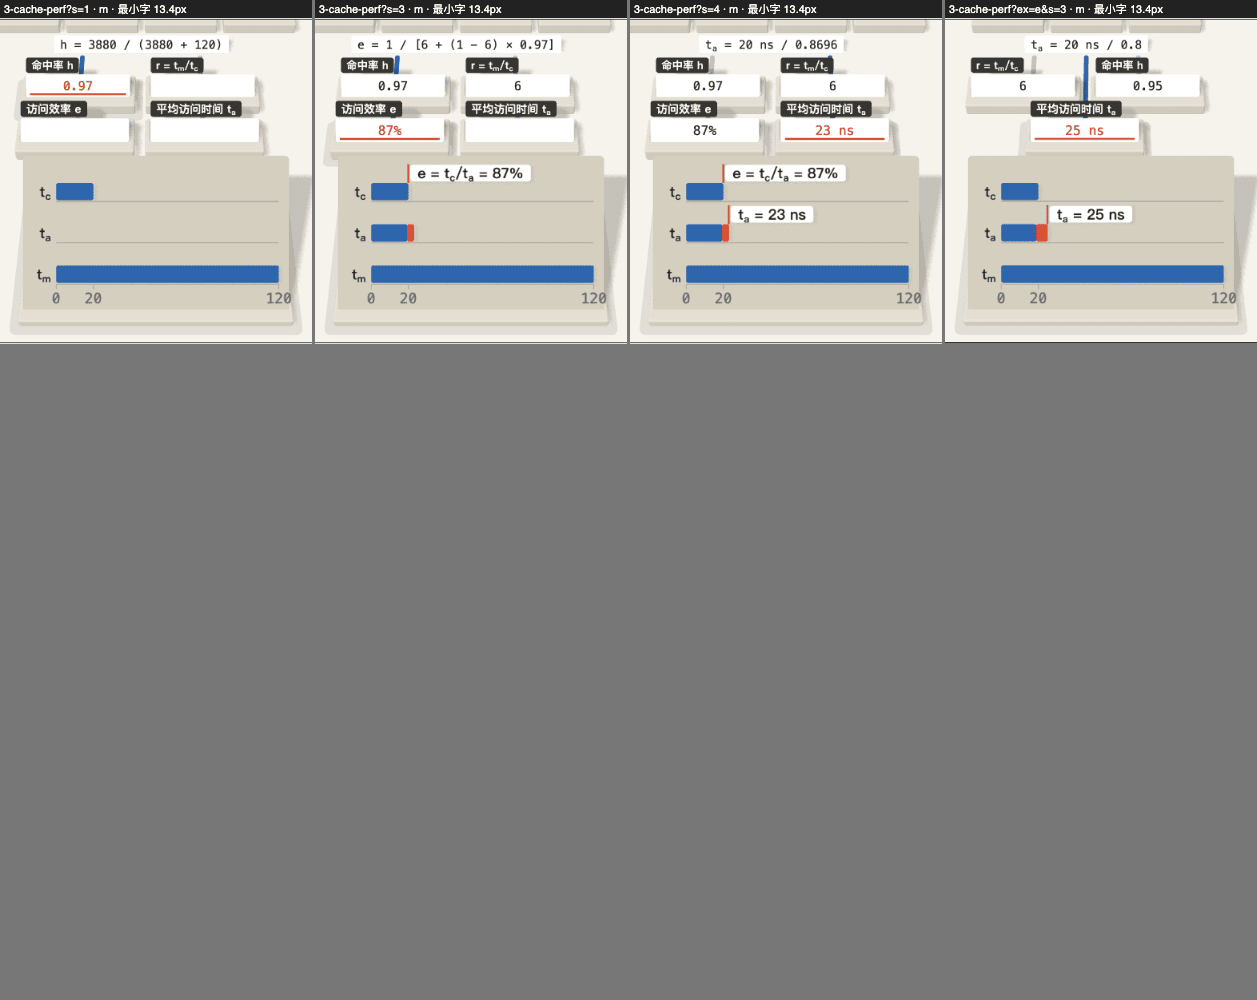 3-cache-perf?s=1 · m · 最小字 13.4px
h = 3880 / (3880 + 120)
命中率 h
r = tm/tc
0.97
访问效率 e
平均访问时间 ta
tc
ta
tm
0 20 120
3-cache-perf?s=3 · m · 最小字 13.4px
e = 1 / [6 + (1 − 6) × 0.97]
命中率 h
r = tm/tc
0.97
6
访问效率 e
平均访问时间 ta
87%
e = tc/ta = 87%
tc
ta
tm
0 20 120
3-cache-perf?s=4 · m · 最小字 13.4px
ta = 20 ns / 0.8696
命中率 h
r = tm/tc
0.97
6
访问效率 e
平均访问时间 ta
87%
23 ns
e = tc/ta = 87%
tc
ta = 23 ns
ta
tm
0 20 120
3-cache-perf?ex=e&s=3 · m · 最小字 13.4px
ta = 20 ns / 0.8
r = tm/tc
命中率 h
6
0.95
平均访问时间 ta
25 ns
tc
ta = 25 ns
ta
tm
0 20 120